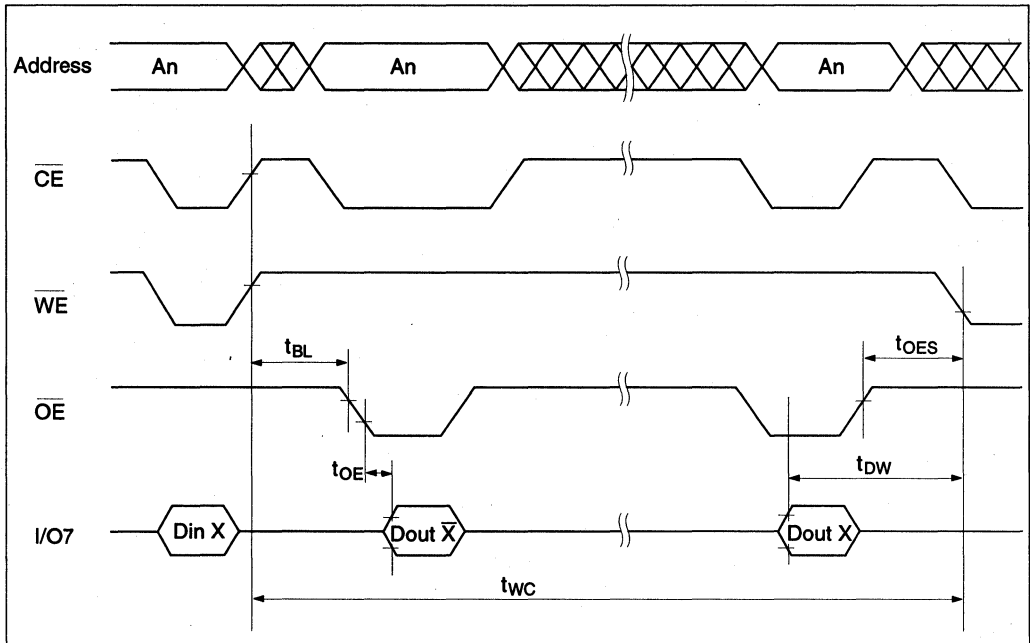 Address An An An
CE
WE
tBL tOES
OE
tOE tDW
I/O7 Din X Dout X̅ Dout X
tWC